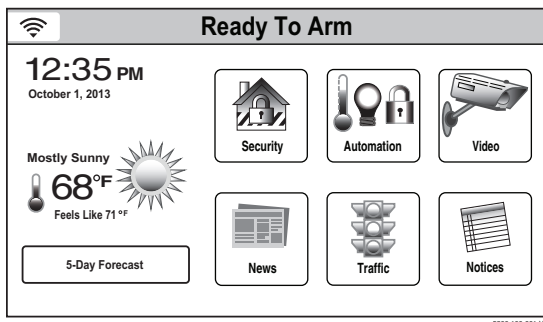 Ready To Arm
12:35 PM
October 1, 2013
Mostly Sunny
68°F
Feels Like 71 °F
5-Day Forecast
Security
Automation
Video
News
Traffic
Notices